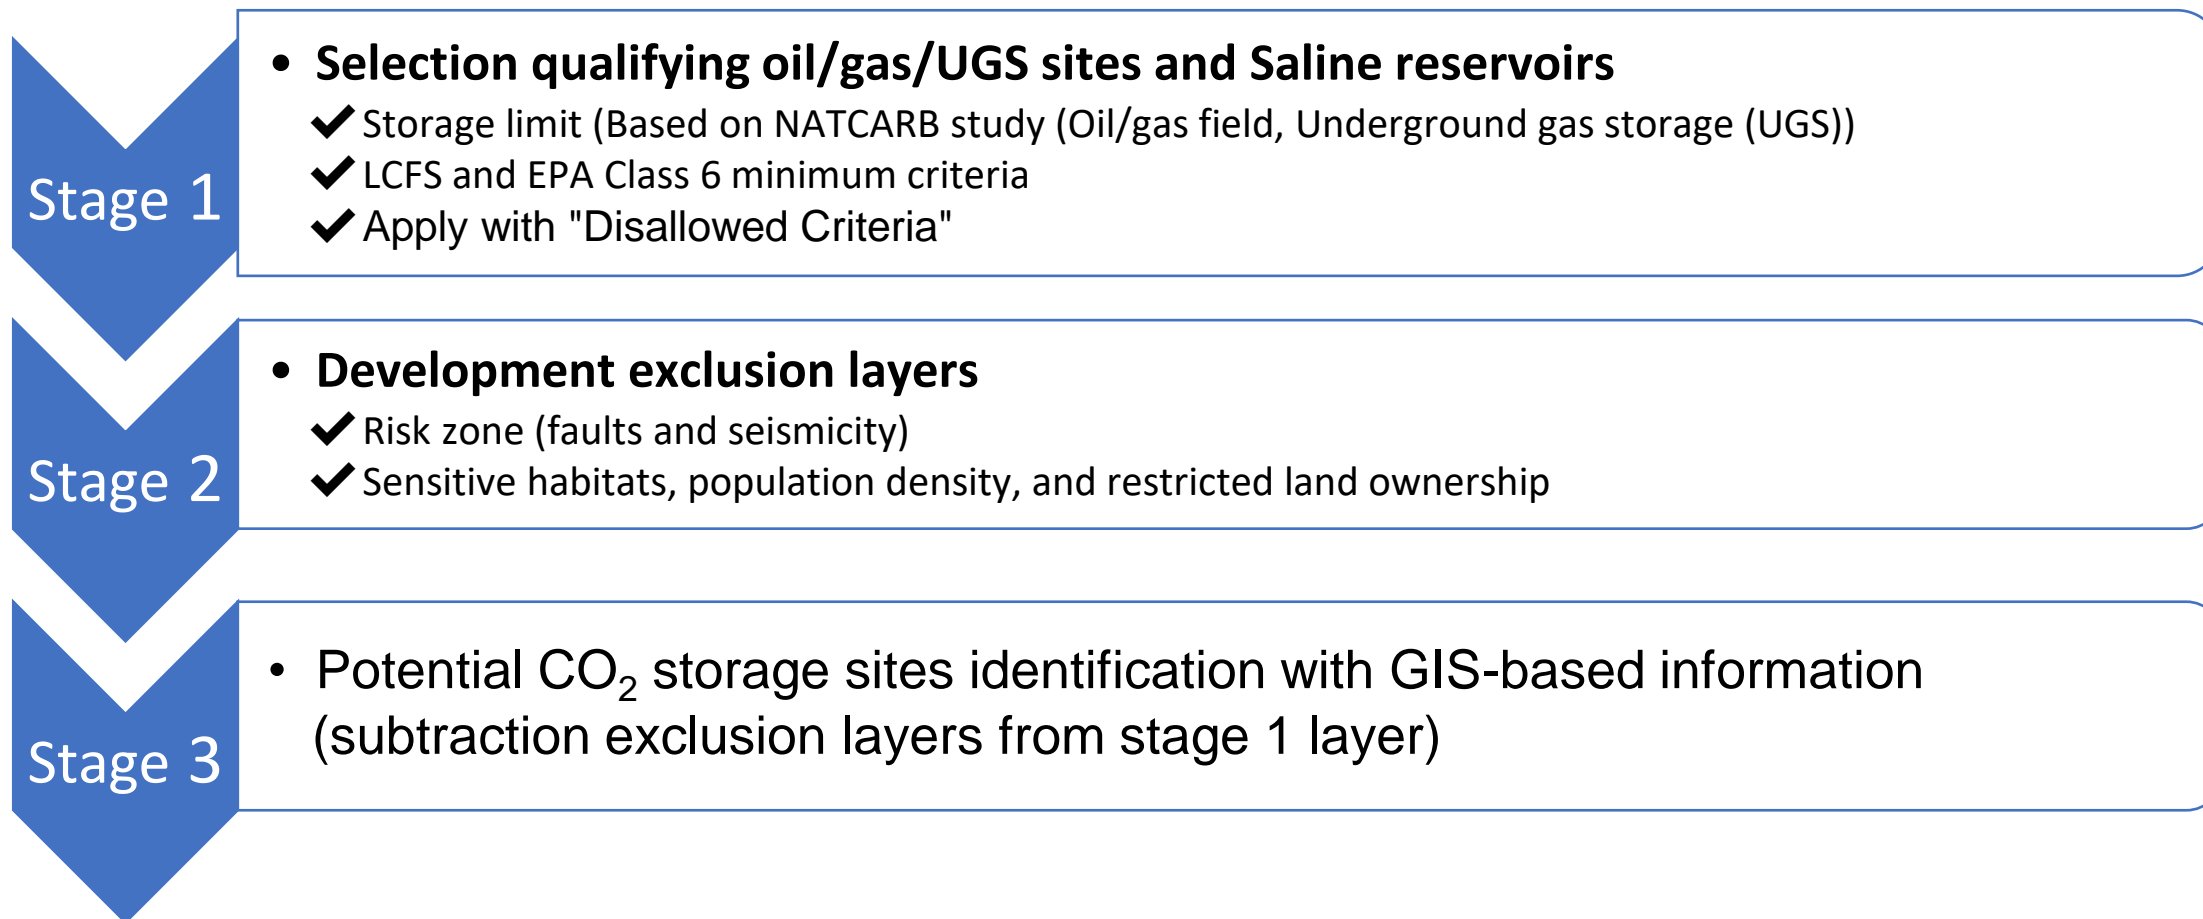 Stage 1
• Selection qualifying oil/gas/UGS sites and Saline reservoirs
✔ Storage limit (Based on NATCARB study (Oil/gas field, Underground gas storage (UGS))
✔ LCFS and EPA Class 6 minimum criteria
✔ Apply with "Disallowed Criteria"
Stage 2
• Development exclusion layers
✔ Risk zone (faults and seismicity)
✔ Sensitive habitats, population density, and restricted land ownership
Stage 3
• Potential CO₂ storage sites identification with GIS-based information
(subtraction exclusion layers from stage 1 layer)